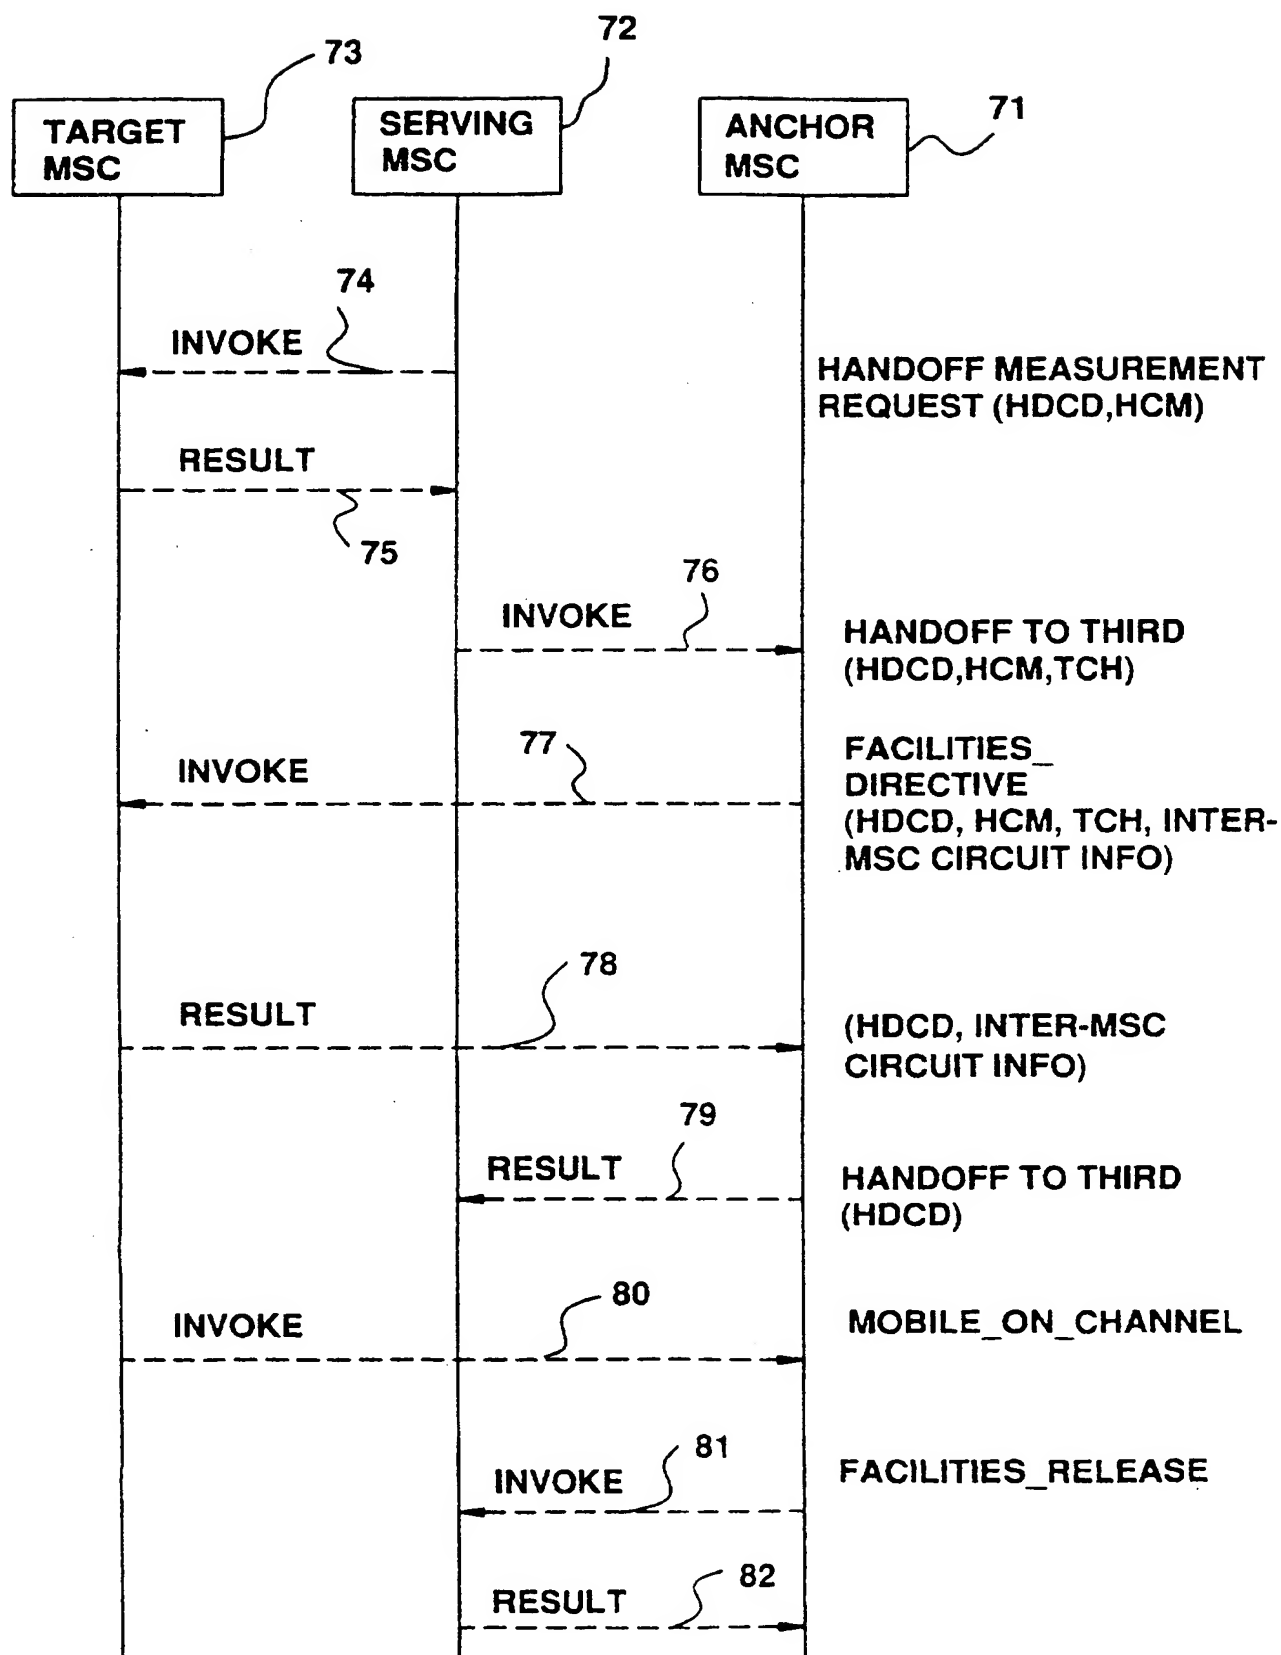 72
73
71
TARGET
MSC
SERVING
MSC
ANCHOR
MSC
74
INVOKE
HANDOFF MEASUREMENT
REQUEST (HDCD,HCM)
RESULT
75
76
INVOKE
HANDOFF TO THIRD
(HDCD,HCM,TCH)
77
INVOKE
FACILITIES_
DIRECTIVE
(HDCD, HCM, TCH, INTER-
MSC CIRCUIT INFO)
78
RESULT
(HDCD, INTER-MSC
CIRCUIT INFO)
79
RESULT
HANDOFF TO THIRD
(HDCD)
80
INVOKE
MOBILE_ON_CHANNEL
81
INVOKE
FACILITIES_RELEASE
82
RESULT